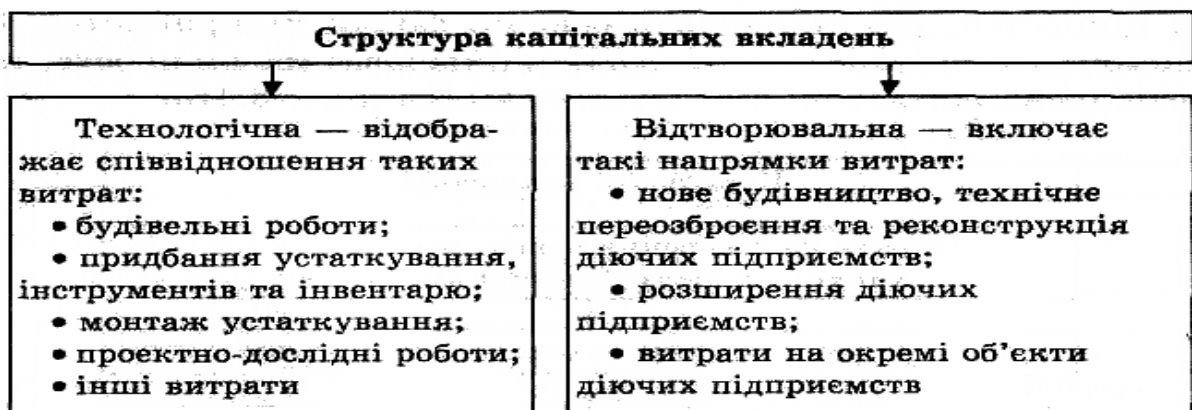 Структура капітальних вкладень
Технологічна — відобра-
жає співвідношення таких
витрат:
• будівельні роботи;
• придбання устаткування,
інструментів та інвентарю;
• монтаж устаткування;
• проектно-дослідні роботи;
• інші витрати
Відтворювальна — включає
такі напрямки витрат:
• нове будівництво, технічне
переозброєння та реконструкція
діючих підприємств;
• розширення діючих
підприємств;
• витрати на окремі об’єкти
діючих підприємств